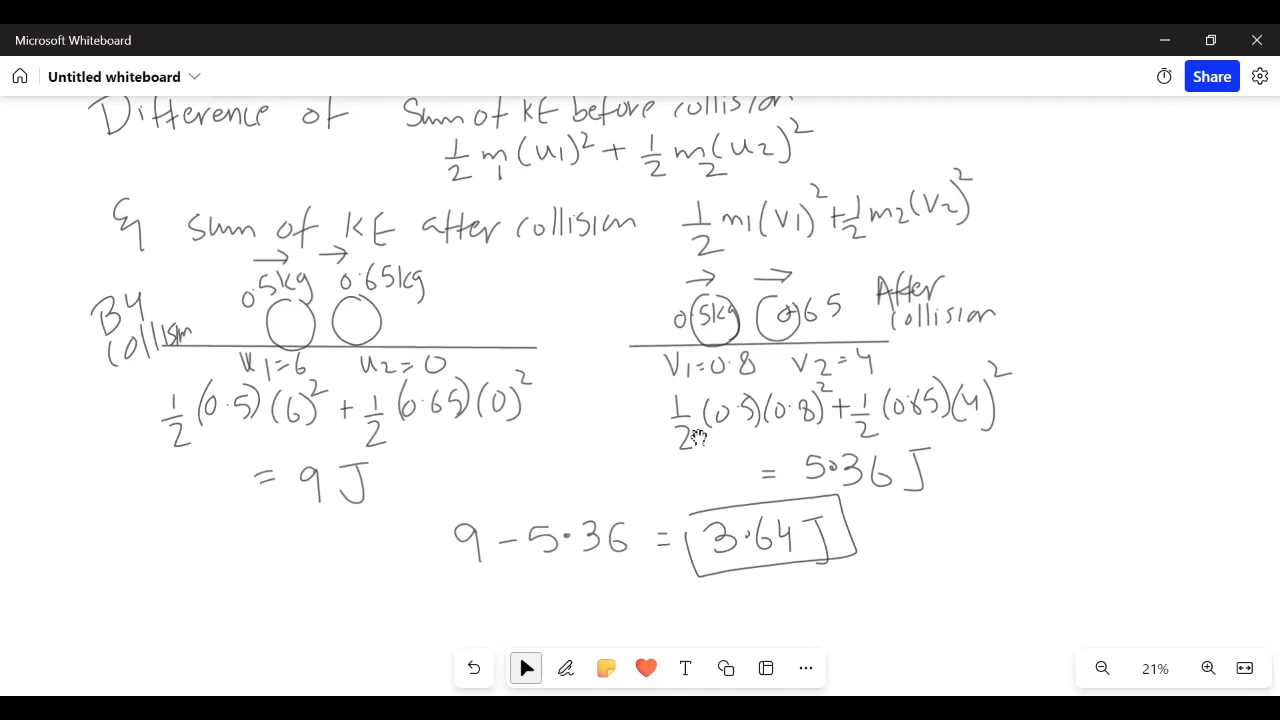 Microsoft Whiteboard
Untitled whiteboard
Share
Difference of Sum of KE before collision
1/2 m1 (u1)² + 1/2 m2 (u2)²
& sum of KE after collision 1/2 m1 (v1)² + 1/2 m2 (v2)²
B4 Collision
0.5kg 0.65kg
u1=6 u2=0
1/2 (0.5) (6)² + 1/2 (0.65) (0)²
= 9 J
After collision
0.5kg 0.65
v1=0.8 v2=4
1/2 (0.5)(0.8)² + 1/2 (0.65)(4)²
= 5.36 J
9 - 5.36 = 3.64 J
T
21%